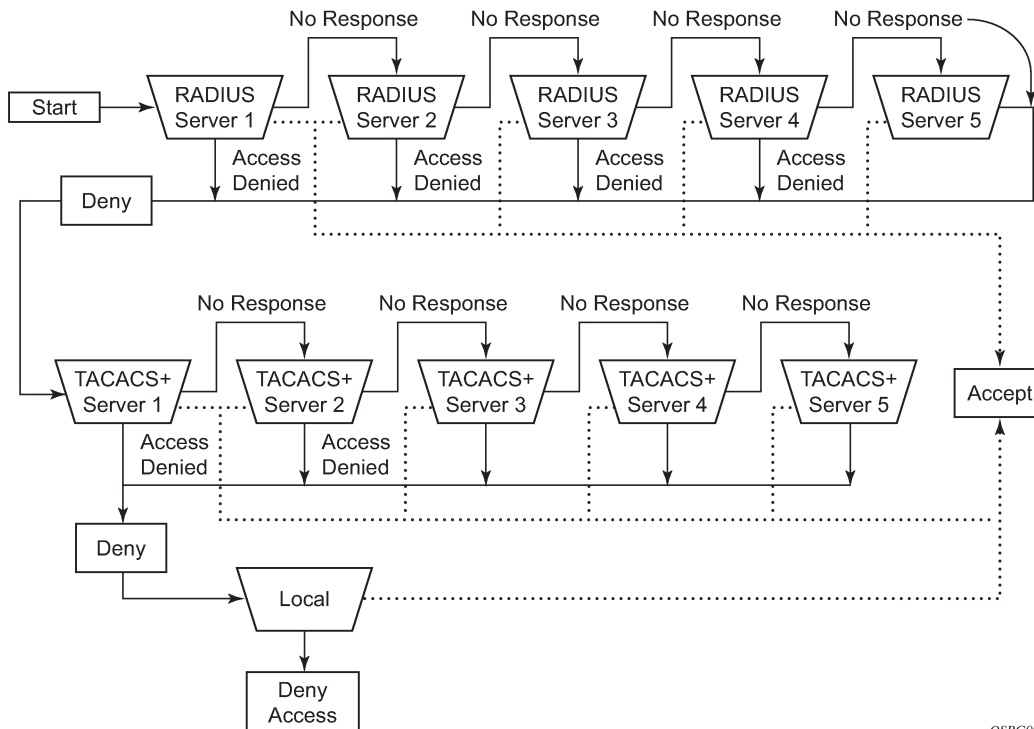 No Response
No Response
No Response
No Response
No Response
Start
RADIUS
Server 1
RADIUS
Server 2
RADIUS
Server 3
RADIUS
Server 4
RADIUS
Server 5
Access
Denied
Access
Denied
Access
Denied
Access
Denied
Deny
No Response
No Response
No Response
No Response
TACACS+
Server 1
TACACS+
Server 2
TACACS+
Server 3
TACACS+
Server 4
TACACS+
Server 5
Accept
Access
Denied
Access
Denied
Deny
Local
Deny
Access